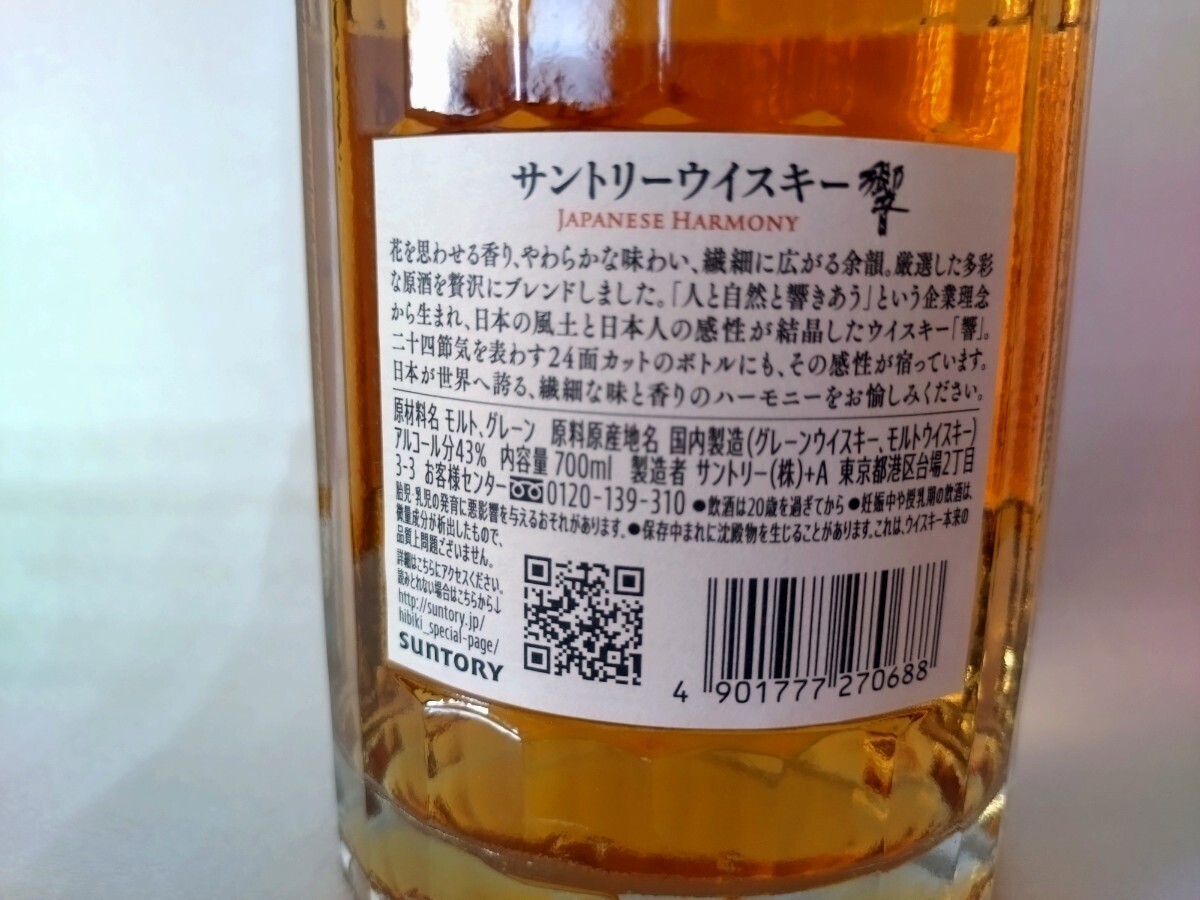 サントリーウイスキー 響
JAPANESE HARMONY
花を思わせる香り、やわらかな味わい、繊細に広がる余韻。厳選した多彩
な原酒を贅沢にブレンドしました。「人と自然と響きあう」という企業理念
から生まれ、日本の風土と日本人の感性が結晶したウイスキー「響」。
二十四節気を表わす24面カットのボトルにも、その感性が宿っています。
日本が世界へ誇る、繊細な味と香りのハーモニーをお愉しみください。
原材料名 モルト、グレーン 原料原産地名 国内製造(グレーンウイスキー、モルトウイスキー)
アルコール分43% 内容量 700ml 製造者 サントリー(株)+A 東京都港区台場2丁目
3-3 お客様センター 0120-139-310 ●飲酒は20歳を過ぎてから ●妊娠中や授乳期の飲酒は、
胎児・乳児の発育に悪影響を与えるおそれがあります。●保存中まれに沈殿物を生じることがあります。これは、ウイスキー本来の
微量成分が析出したもので、
品質上問題ございません。
詳細はこちらにアクセスください。
読みとれない場合はこちらから↓
http://suntory.jp/
hibiki_special-page/
SUNTORY
4 901777 270688